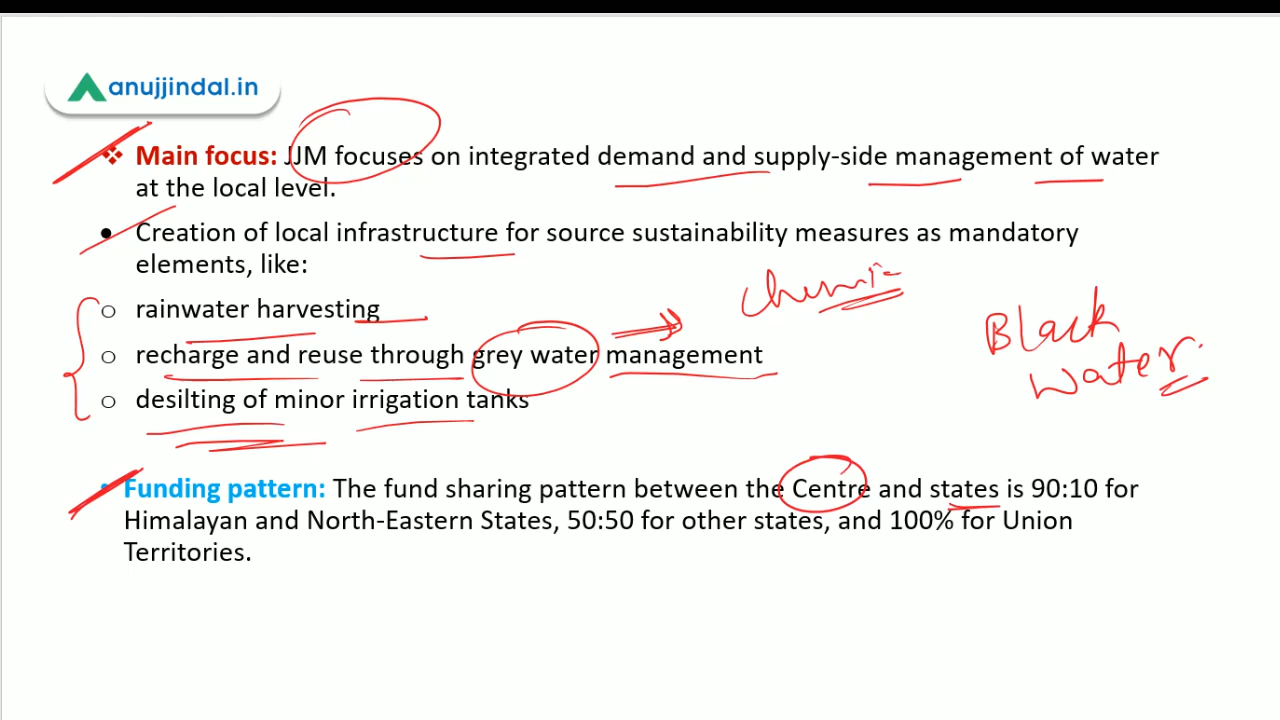 anujjindal.in
❖ Main focus: JJM focuses on integrated demand and supply-side management of water
at the local level.
• Creation of local infrastructure for source sustainability measures as mandatory
elements, like:
o rainwater harvesting
o recharge and reuse through grey water management
o desilting of minor irrigation tanks
Black
Water
• Funding pattern: The fund sharing pattern between the Centre and states is 90:10 for
Himalayan and North-Eastern States, 50:50 for other states, and 100% for Union
Territories.